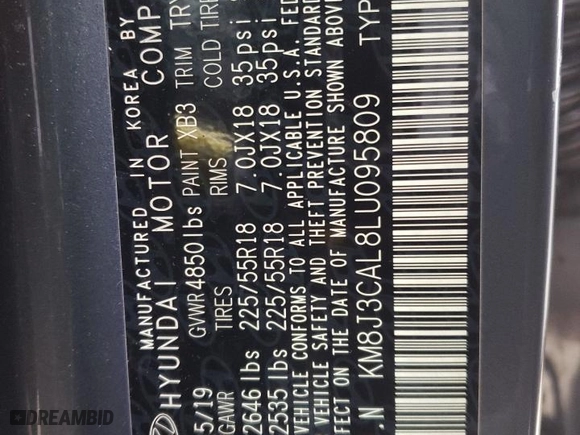 MANUFACTURED IN KOREA BY
HYUNDAI MOTOR COMP
5/19 GVWR 4850 lbs PAINT XB3 TRIM TRY
GAWR TIRES RIMS COLD TIRE
2646 lbs 225/55R18 7.0JX18 35psi
2535 lbs 225/55R18 7.0JX18 35psi
VEHICLE CONFORMS TO ALL APPLICABLE U.S.A. FED
VEHICLE SAFETY AND THEFT PREVENTION STANDARD
FECT ON THE DATE OF MANUFACTURE SHOWN ABOVE
.N KM8J3CAL8LU095809 TYP
DREAMBID